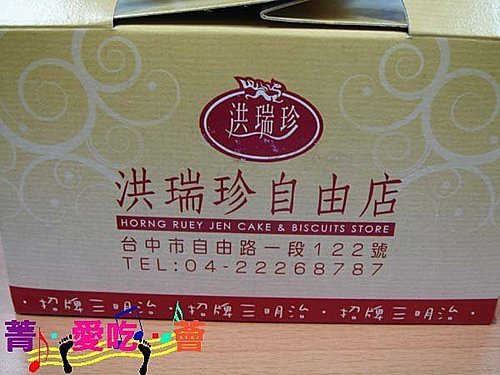 洪瑞珍
洪瑞珍自由店
HORNG RUEY JEN CAKE & BISCUITS STORE
台中市自由路一段122號
TEL:04-22268127
·招牌三明治·招牌三明治·招牌三明治·
菁·愛吃·薈